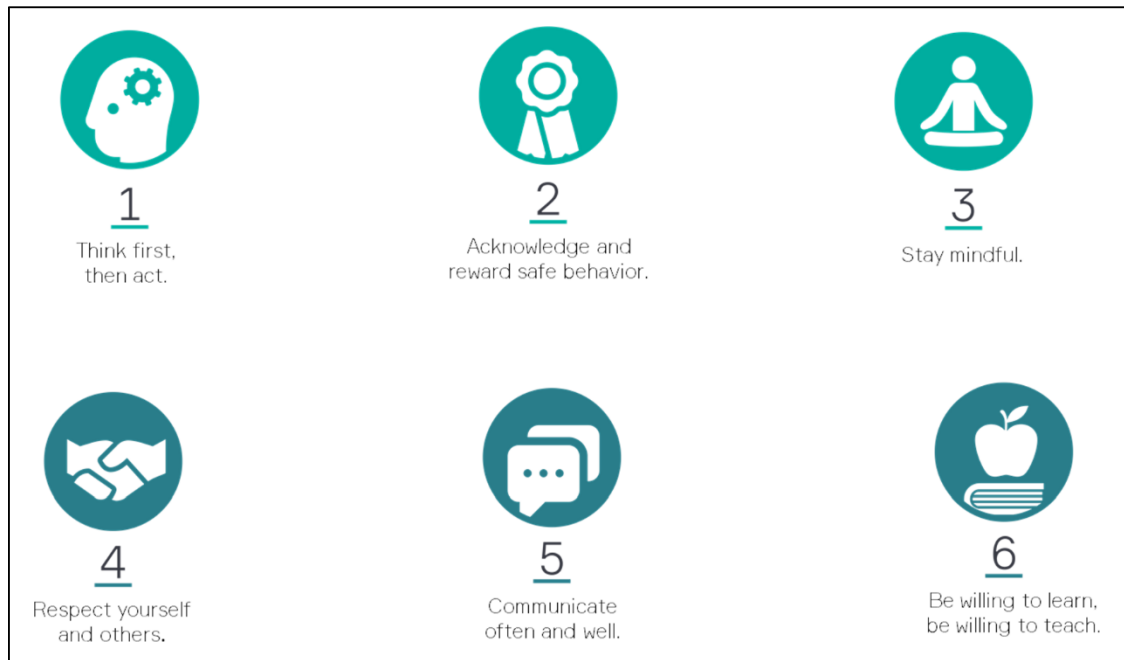 1
Think first,
then act.
2
Acknowledge and
reward safe behavior.
3
Stay mindful.
4
Respect yourself
and others.
5
Communicate
often and well.
6
Be willing to learn,
be willing to teach.